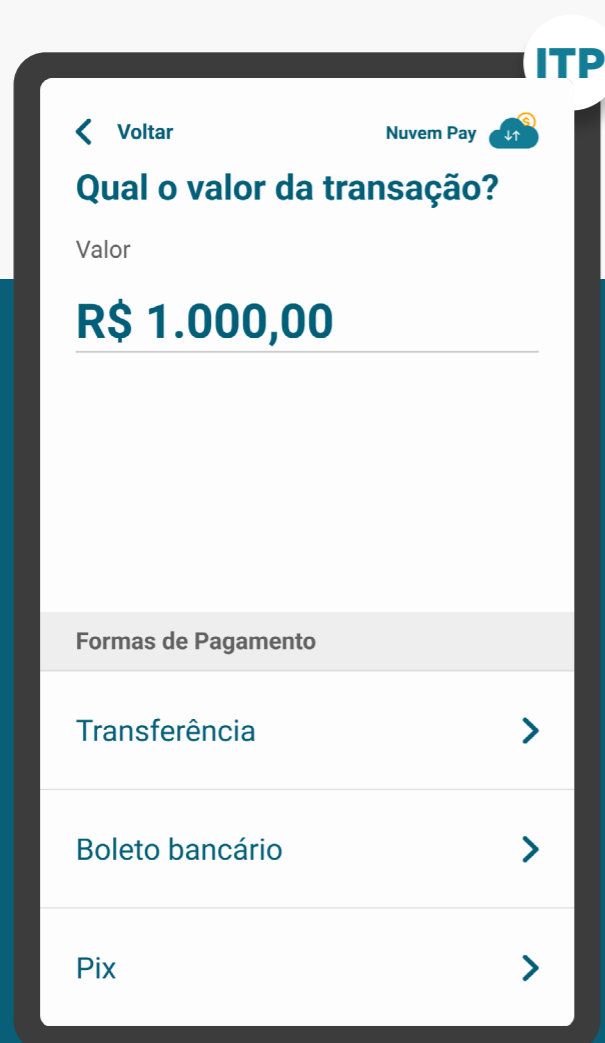 ITP
Voltar
Nuvem Pay
Qual o valor da transação?
Valor
R$ 1.000,00
Formas de Pagamento
Transferência
Boleto bancário
Pix